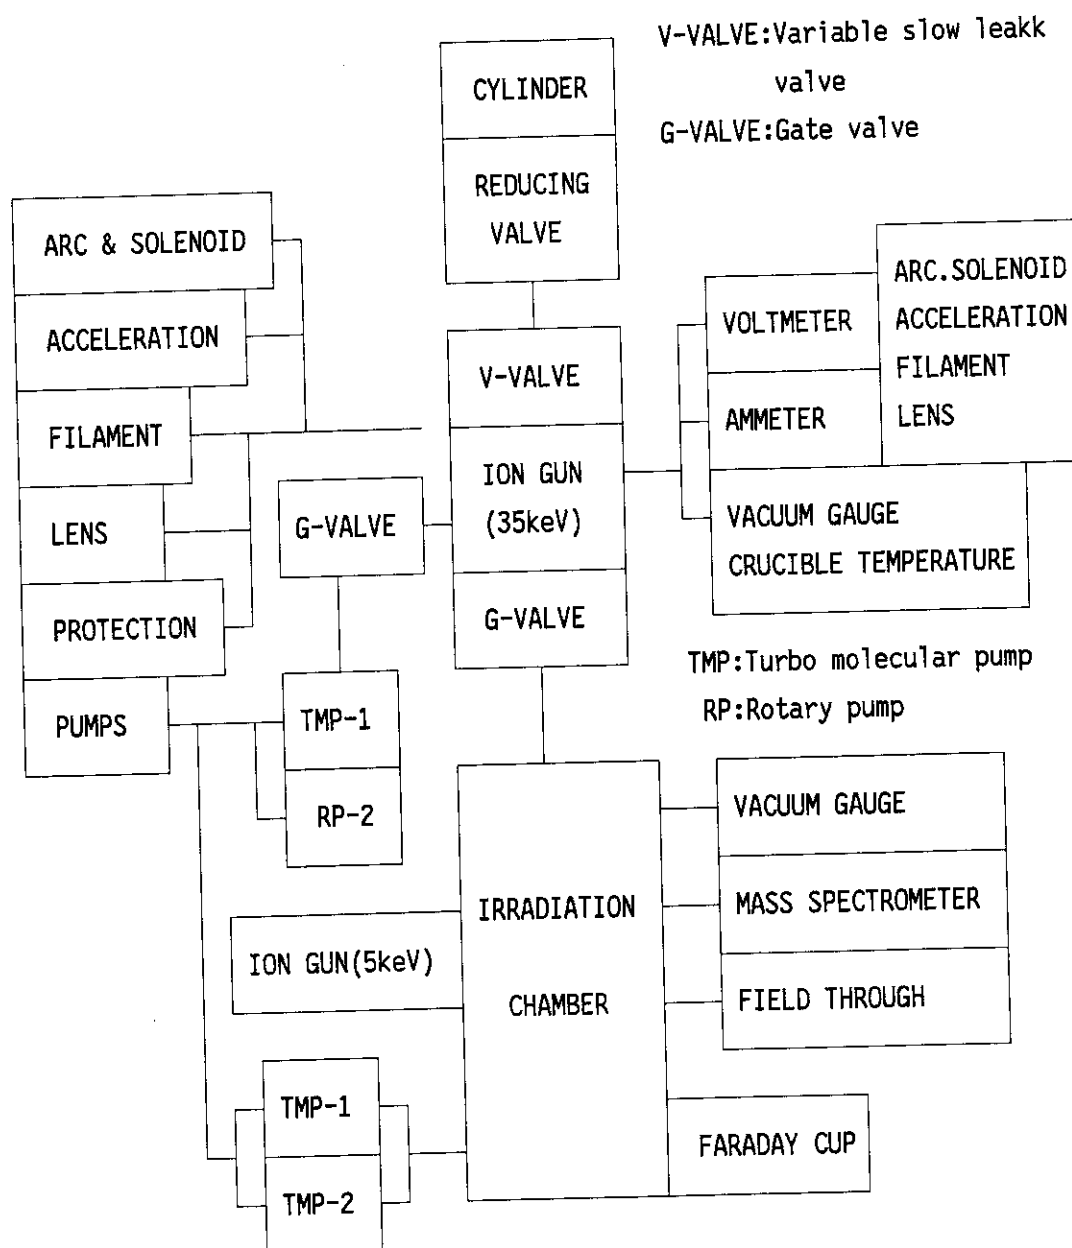 V-VALVE:Variable slow leakk
valve
G-VALVE:Gate valve
CYLINDER
REDUCING
VALVE
ARC & SOLENOID
ACCELERATION
FILAMENT
LENS
PROTECTION
PUMPS
V-VALVE
ION GUN
(35keV)
G-VALVE
G-VALVE
VOLTMETER
AMMETER
ARC.SOLENOID
ACCELERATION
FILAMENT
LENS
VACUUM GAUGE
CRUCIBLE TEMPERATURE
TMP:Turbo molecular pump
RP:Rotary pump
TMP-1
RP-2
IRRADIATION
CHAMBER
ION GUN(5keV)
VACUUM GAUGE
MASS SPECTROMETER
FIELD THROUGH
FARADAY CUP
TMP-1
TMP-2